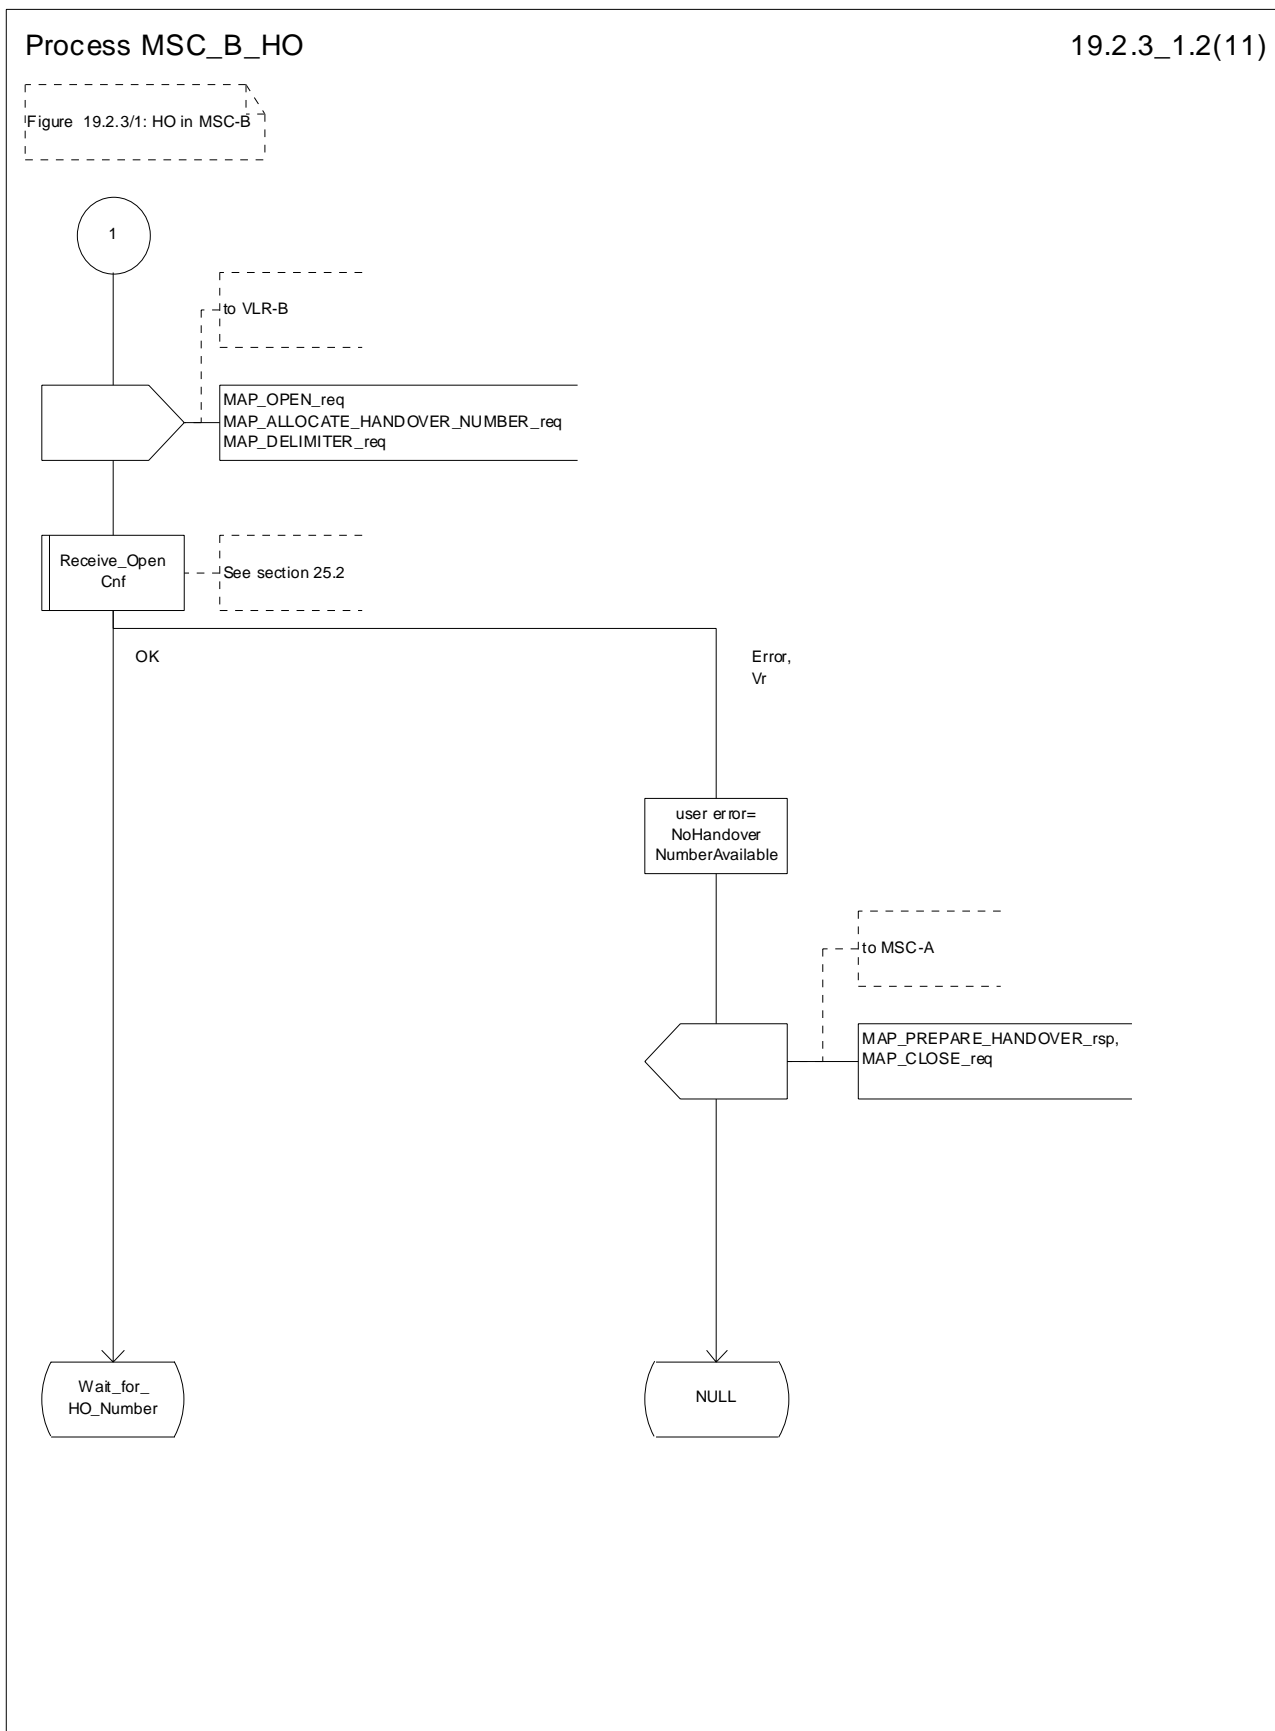 Process MSC_B_HO
19.2.3_1.2(11)
Figure 19.2.3/1: HO in MSC-B
1
to VLR-B
MAP_OPEN_req
MAP_ALLOCATE_HANDOVER_NUMBER_req
MAP_DELIMITER_req
Receive_Open
Cnf
See section 25.2
OK
Error,
Vr
user error=
NoHandover
NumberAvailable
to MSC-A
MAP_PREPARE_HANDOVER_rsp,
MAP_CLOSE_req
Wait_for_
HO_Number
NULL